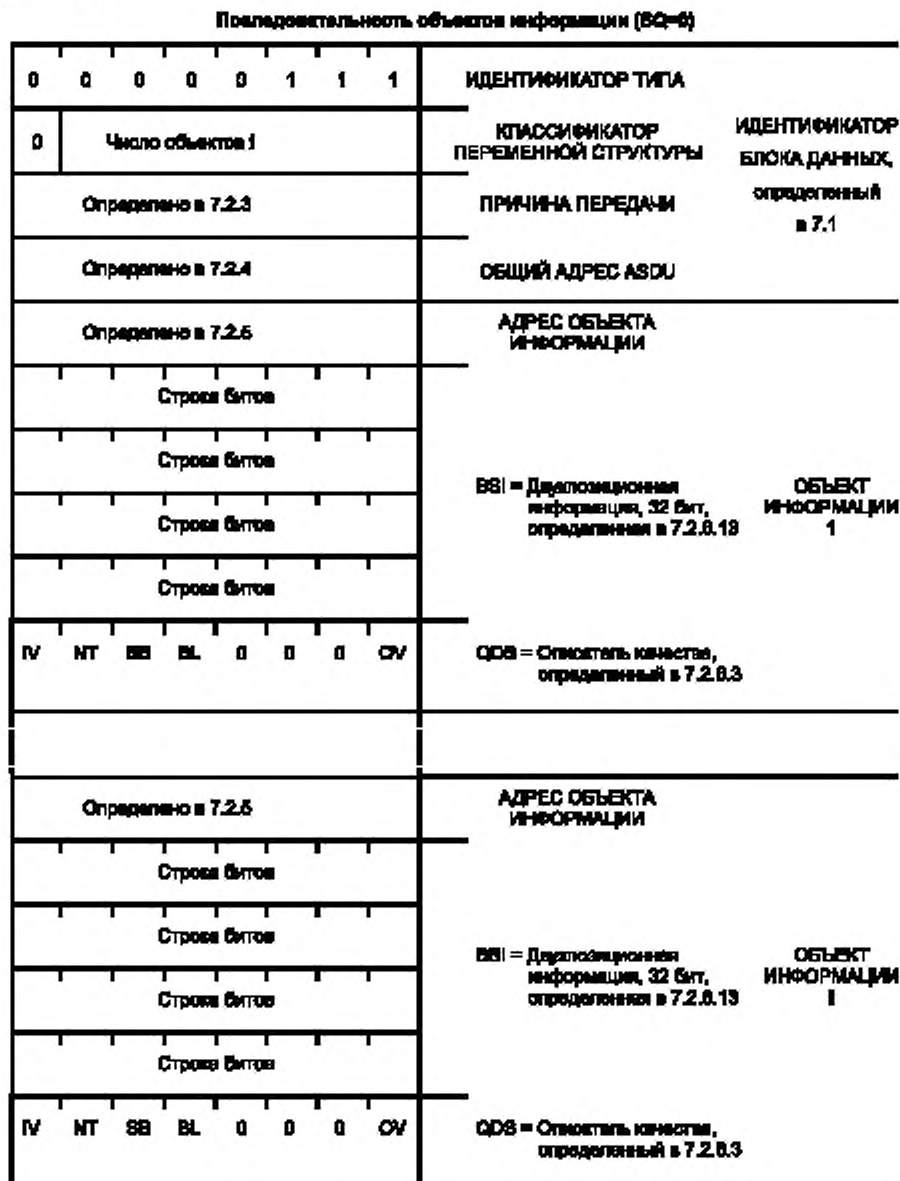 Последовательность объектов информации (SQ=0)
0 0 0 0 0 1 1 1 ИДЕНТИФИКАТОР ТИПА
0 Число объектов i КЛАССИФИКАТОР ПЕРЕМЕННОЙ СТРУКТУРЫ
ИДЕНТИФИКАТОР
БЛОКА ДАННЫХ,
определенный
в 7.1
Определено в 7.2.3 ПРИЧИНА ПЕРЕДАЧИ
Определено в 7.2.4 ОБЩИЙ АДРЕС ASDU
Определено в 7.2.5 АДРЕС ОБЪЕКТА ИНФОРМАЦИИ
Строка битов
Строка битов
Строка битов
Строка битов
BSI = Двухпозиционная
информация, 32 бит,
определенная в 7.2.6.13
ОБЪЕКТ
ИНФОРМАЦИИ
1
IV NT SB BL 0 0 0 OV
QDS = Описатель качества,
определенный в 7.2.6.3
Определено в 7.2.5 АДРЕС ОБЪЕКТА ИНФОРМАЦИИ
Строка битов
Строка битов
Строка битов
Строка битов
BSI = Двухпозиционная
информация, 32 бит,
определенная в 7.2.6.13
ОБЪЕКТ
ИНФОРМАЦИИ
i
IV NT SB BL 0 0 0 OV
QDS = Описатель качества,
определенный в 7.2.6.3